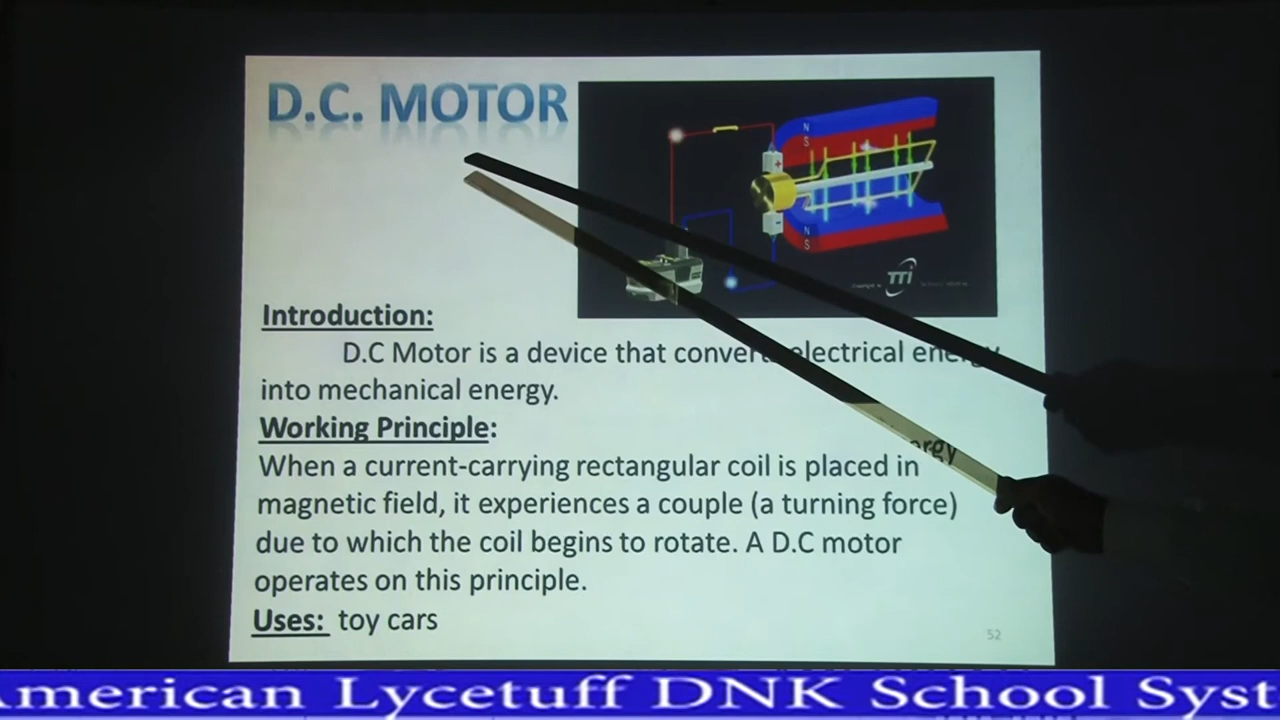 D.C. MOTOR
N
S
+
-
N
S
TTi
Introduction:
D.C Motor is a device that converts electrical energy
into mechanical energy.
Working Principle:
When a current-carrying rectangular coil is placed in
magnetic field, it experiences a couple (a turning force)
due to which the coil begins to rotate. A D.C motor
operates on this principle.
Uses: toy cars
52
American Lycetuff DNK School Syst